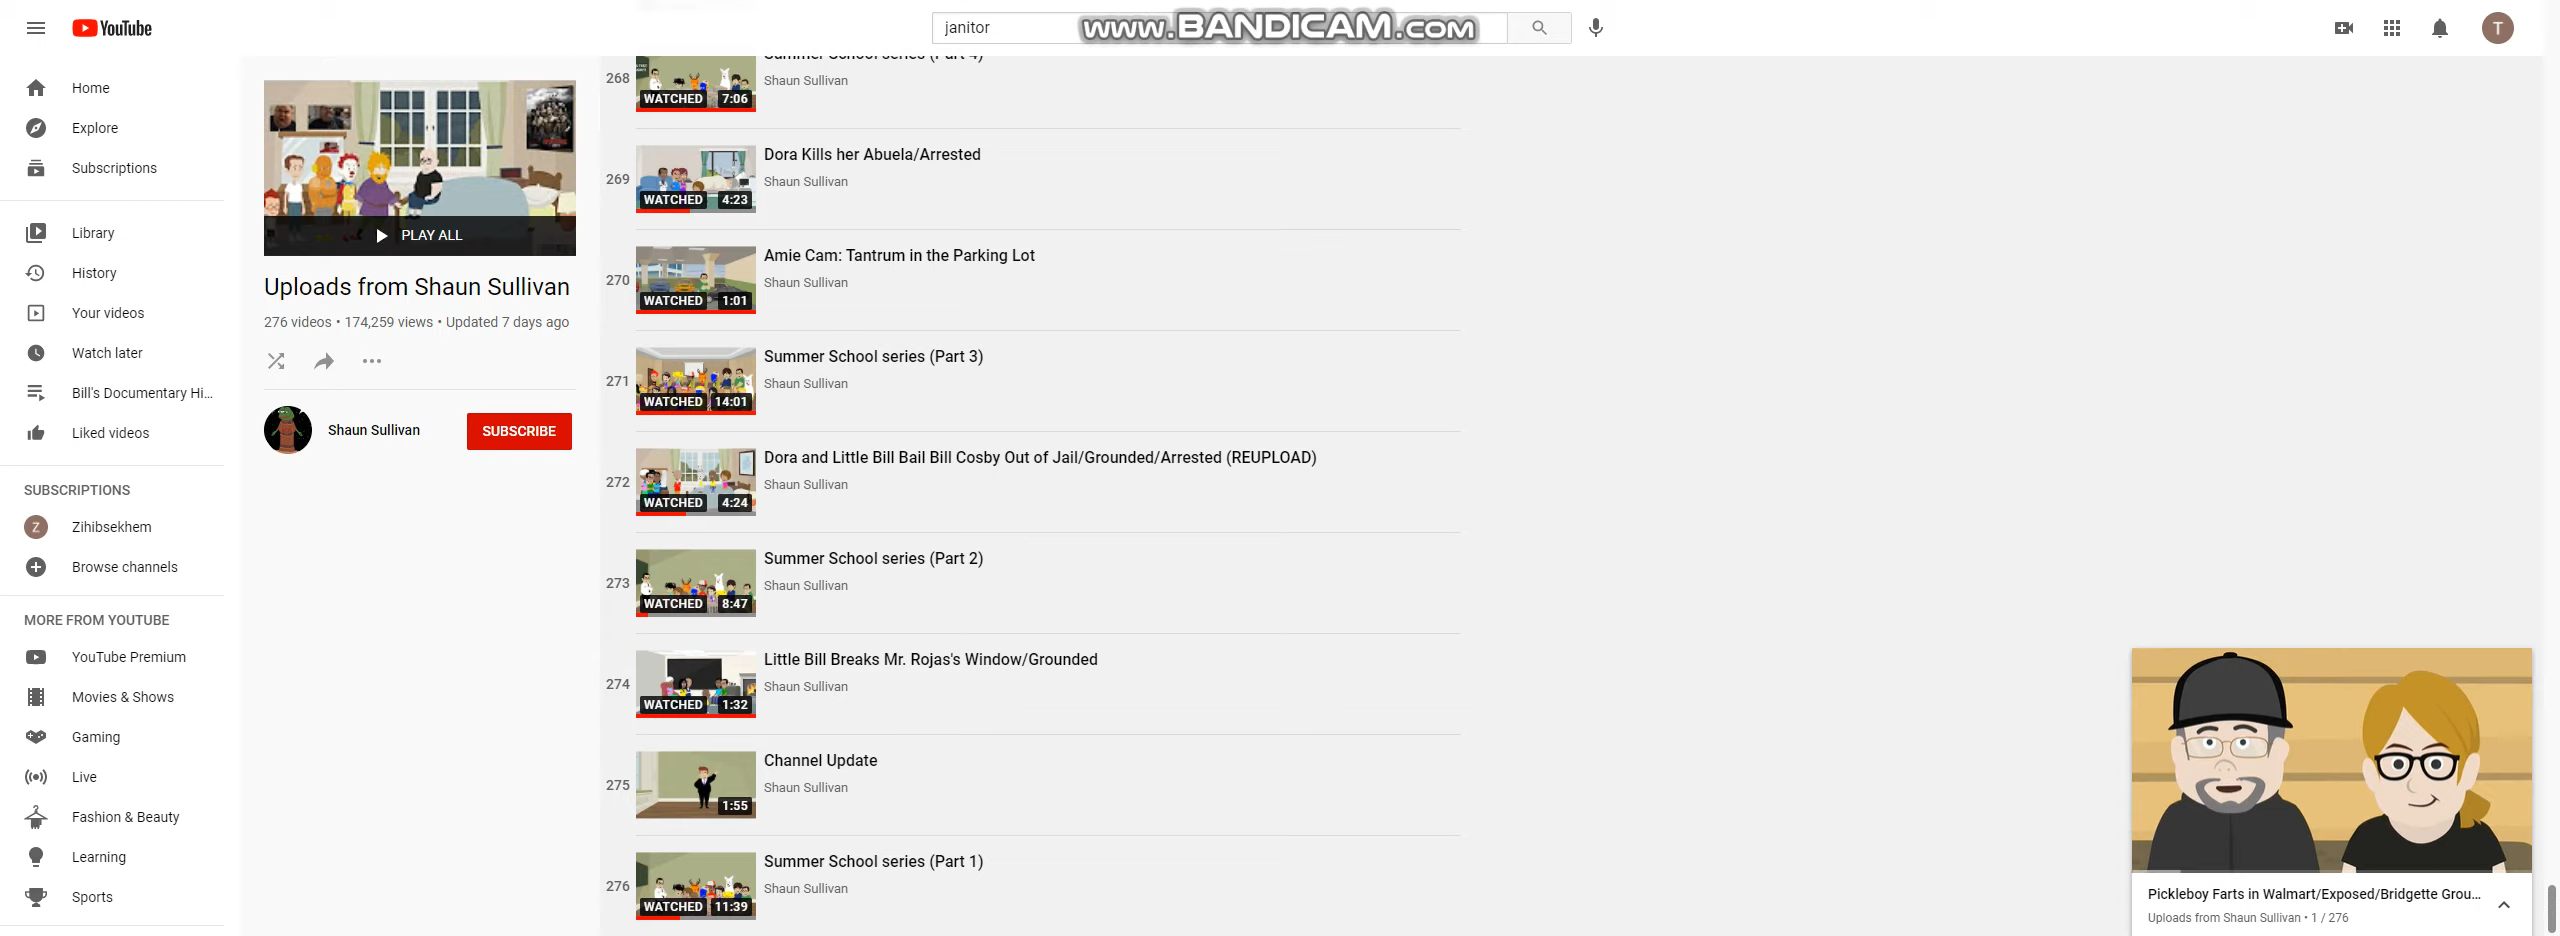 YouTube
janitor
www.BANDICAM.com
T
Home
Explore
Subscriptions
Library
History
Your videos
Watch later
Bill's Documentary Hi...
Liked videos
SUBSCRIPTIONS
Z
Zihibsekhem
Browse channels
MORE FROM YOUTUBE
YouTube Premium
Movies & Shows
Gaming
Live
Fashion & Beauty
Learning
Sports
PLAY ALL
Uploads from Shaun Sullivan
276 videos • 174,259 views • Updated 7 days ago
Shaun Sullivan
SUBSCRIBE
268
WATCHED 7:06
Summer School series (Part 4)
Shaun Sullivan
269
WATCHED 4:23
Dora Kills her Abuela/Arrested
Shaun Sullivan
270
WATCHED 1:01
Amie Cam: Tantrum in the Parking Lot
Shaun Sullivan
271
WATCHED 14:01
Summer School series (Part 3)
Shaun Sullivan
272
WATCHED 4:24
Dora and Little Bill Bail Bill Cosby Out of Jail/Grounded/Arrested (REUPLOAD)
Shaun Sullivan
273
WATCHED 8:47
Summer School series (Part 2)
Shaun Sullivan
274
WATCHED 1:32
Little Bill Breaks Mr. Rojas's Window/Grounded
Shaun Sullivan
275
1:55
Channel Update
Shaun Sullivan
276
WATCHED 11:39
Summer School series (Part 1)
Shaun Sullivan
Pickleboy Farts in Walmart/Exposed/Bridgette Grou...
Uploads from Shaun Sullivan • 1 / 276